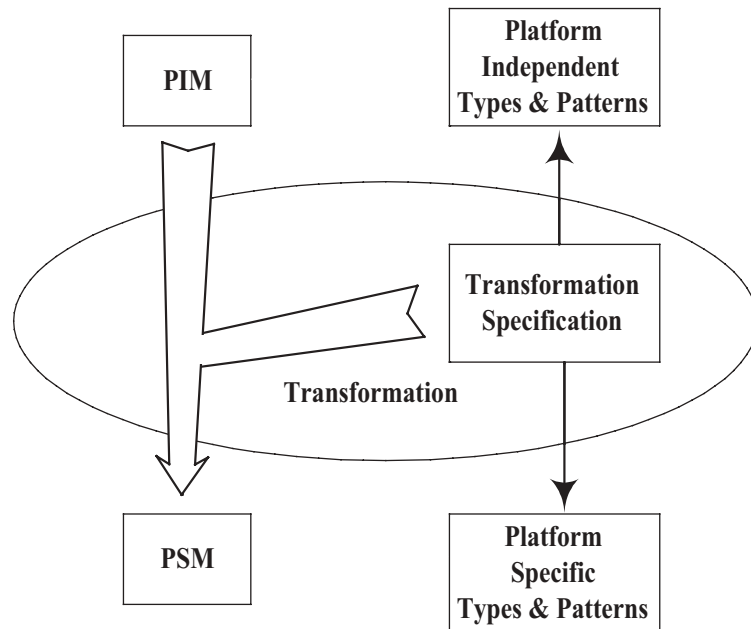 PIM
Platform
Independent
Types & Patterns
Transformation
Specification
Transformation
PSM
Platform
Specific
Types & Patterns